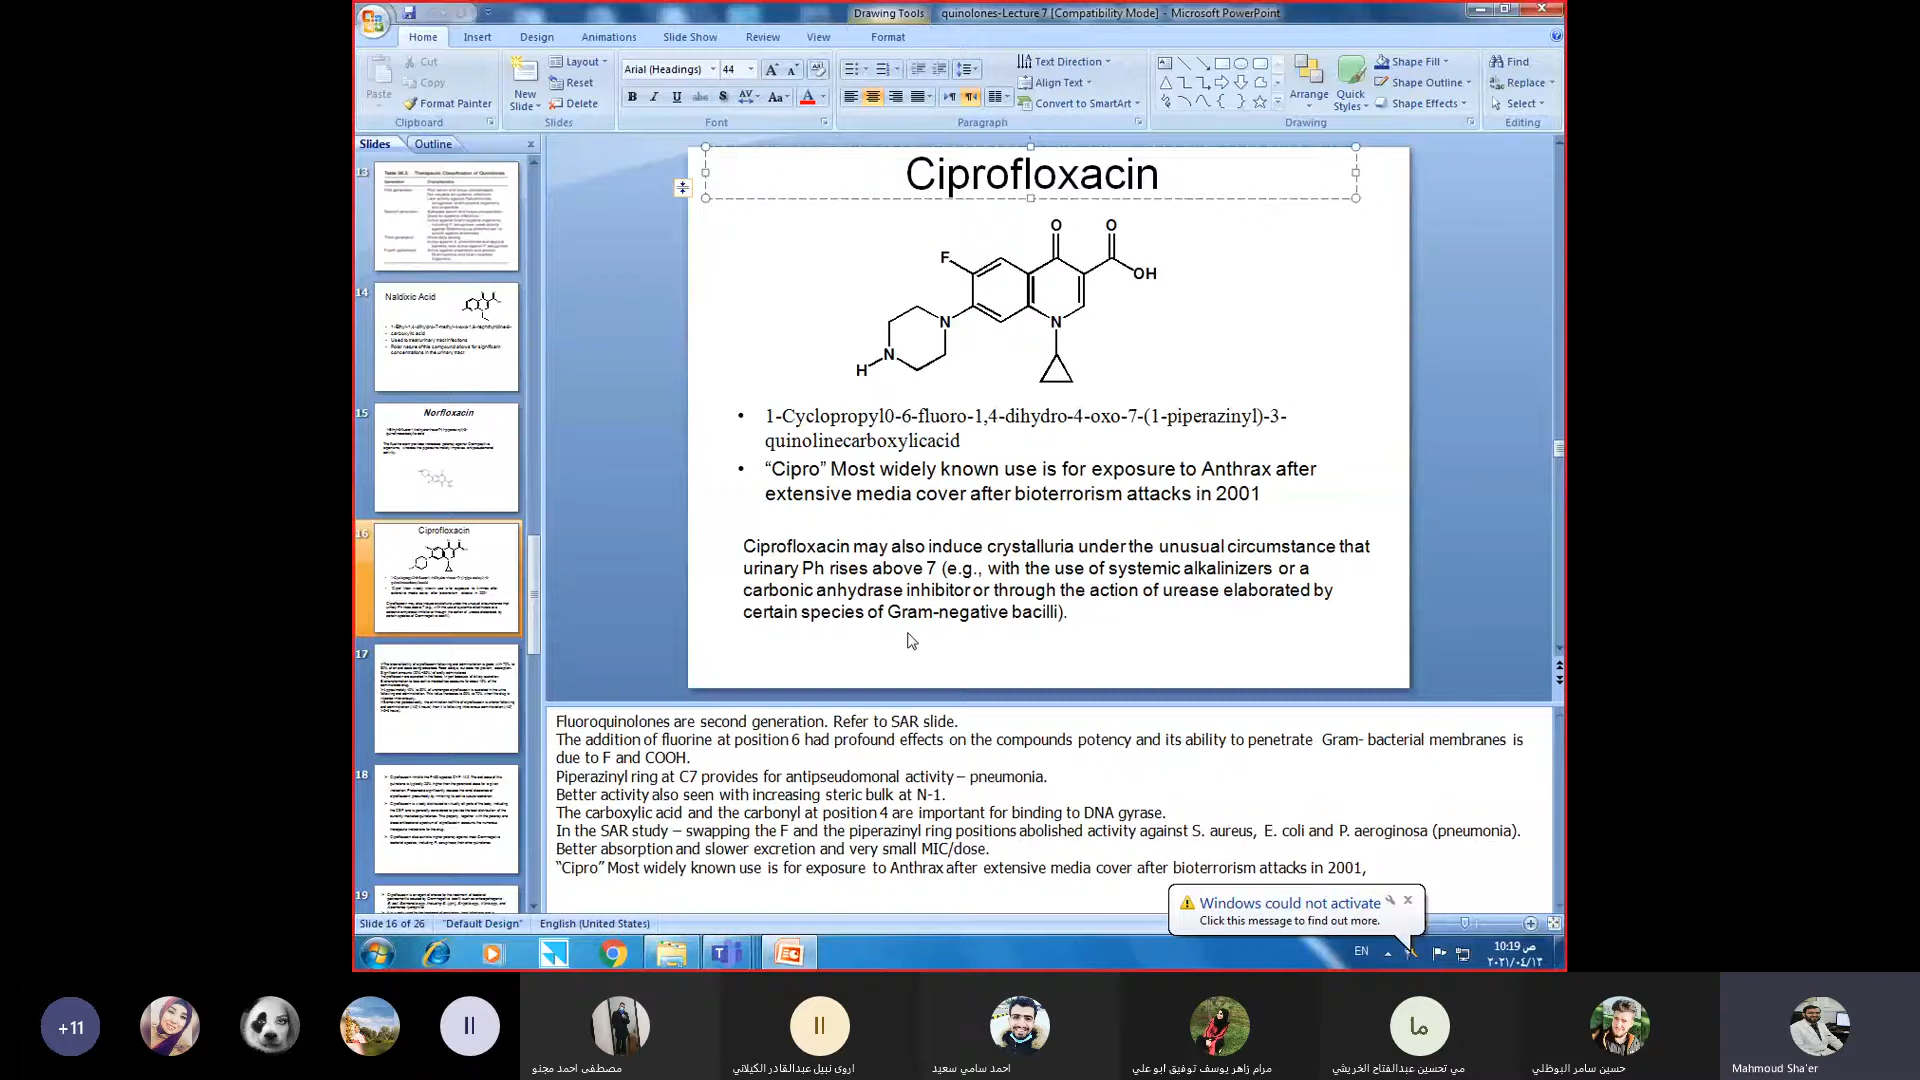 Drawing Tools
quinolones-Lecture 7 [Compatibility Mode] - Microsoft PowerPoint
Home
Insert
Design
Animations
Slide Show
Review
View
Format
Paste
Cut
Copy
Format Painter
Clipboard
New Slide
Layout
Reset
Delete
Slides
Arial (Headings)
44
Font
Text Direction
Align Text
Convert to SmartArt
Paragraph
Arrange
Quick Styles
Shape Fill
Shape Outline
Shape Effects
Drawing
Find
Replace
Select
Editing
Slides
Outline
13
14
Naldixic Acid
15
Norfloxacin
16
Ciprofloxacin
17
18
19
Ciprofloxacin
O
O
F
OH
N
N
N
H
• 1-Cyclopropyl0-6-fluoro-1,4-dihydro-4-oxo-7-(1-piperazinyl)-3-
quinolinecarboxylicacid
• “Cipro” Most widely known use is for exposure to Anthrax after
extensive media cover after bioterrorism attacks in 2001
Ciprofloxacin may also induce crystalluria under the unusual circumstance that
urinary Ph rises above 7 (e.g., with the use of systemic alkalinizers or a
carbonic anhydrase inhibitor or through the action of urease elaborated by
certain species of Gram-negative bacilli).
Fluoroquinolones are second generation. Refer to SAR slide.
The addition of fluorine at position 6 had profound effects on the compounds potency and its ability to penetrate Gram- bacterial membranes is
due to F and COOH.
Piperazinyl ring at C7 provides for antipseudomonal activity – pneumonia.
Better activity also seen with increasing steric bulk at N-1.
The carboxylic acid and the carbonyl at position 4 are important for binding to DNA gyrase.
In the SAR study – swapping the F and the piperazinyl ring positions abolished activity against S. aureus, E. coli and P. aeroginosa (pneumonia).
Better absorption and slower excretion and very small MIC/dose.
“Cipro” Most widely known use is for exposure to Anthrax after extensive media cover after bioterrorism attacks in 2001,
Windows could not activate
Click this message to find out more.
Slide 16 of 26
"Default Design"
English (United States)
EN
10:19 ص
٢٠٢١/٠٤/١٣
+11
مصطفى احمد مجنو
اروى نبيل عبدالقادر الكيلاني
احمد سامي سعيد
مرام زاهر يوسف توفيق ابو علي
ما
مي تحسين عبدالفتاح الخريشي
حسين سامر البوظلي
Mahmoud Sha'er